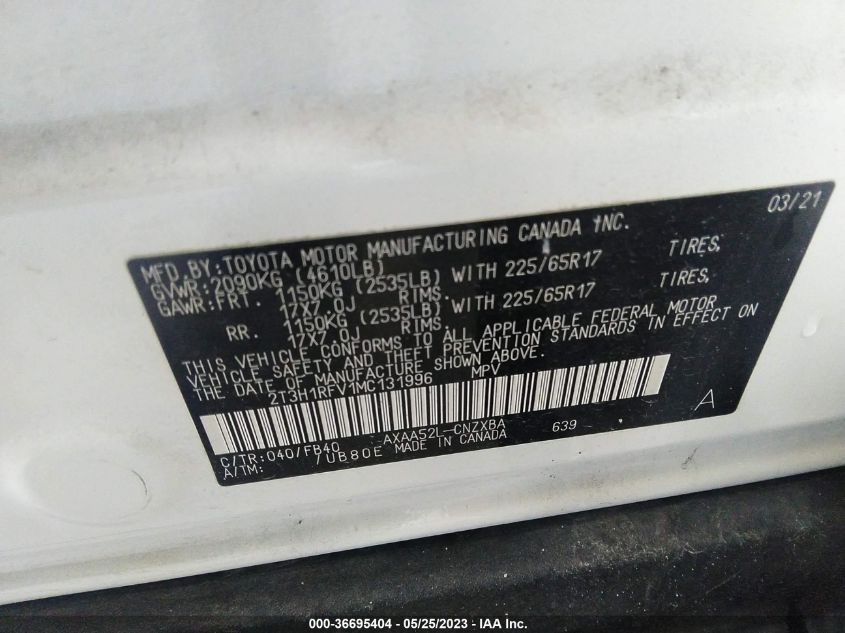 03/21
MFD.BY:TOYOTA MOTOR MANUFACTURING CANADA INC.
GVWR:2090KG (4610LB)
GAWR:FRT. 1150KG (2535LB) WITH 225/65R17 TIRES,
17X7.0J RIMS.
RR. 1150KG (2535LB) WITH 225/65R17 TIRES,
17X7.0J RIMS.
THIS VEHICLE CONFORMS TO ALL APPLICABLE FEDERAL MOTOR
VEHICLE SAFETY AND THEFT PREVENTION STANDARDS IN EFFECT ON
THE DATE OF MANUFACTURE SHOWN ABOVE.
2T3H1RFV1MC131996 MPV
A
C/TR:040/FB40 AXAA52L-CNZXBA 639
A/TM: /UB80E MADE IN CANADA
000-36695404 - 05/25/2023 - IAA Inc.